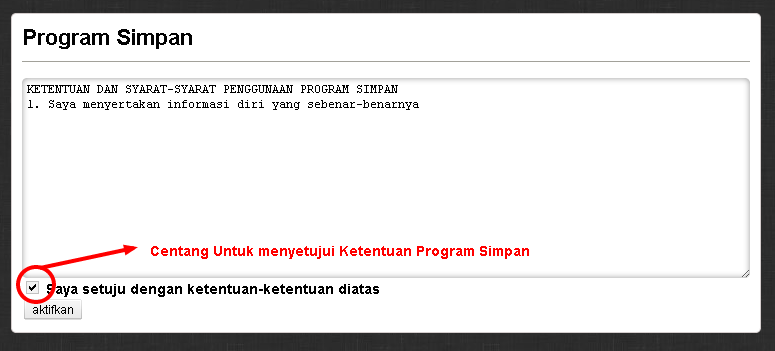 Program Simpan
KETENTUAN DAN SYARAT-SYARAT PENGGUNAAN PROGRAM SIMPAN
1. Saya menyertakan informasi diri yang sebenar-benarnya
Centang Untuk menyetujui Ketentuan Program Simpan
Saya setuju dengan ketentuan-ketentuan diatas
aktifkan